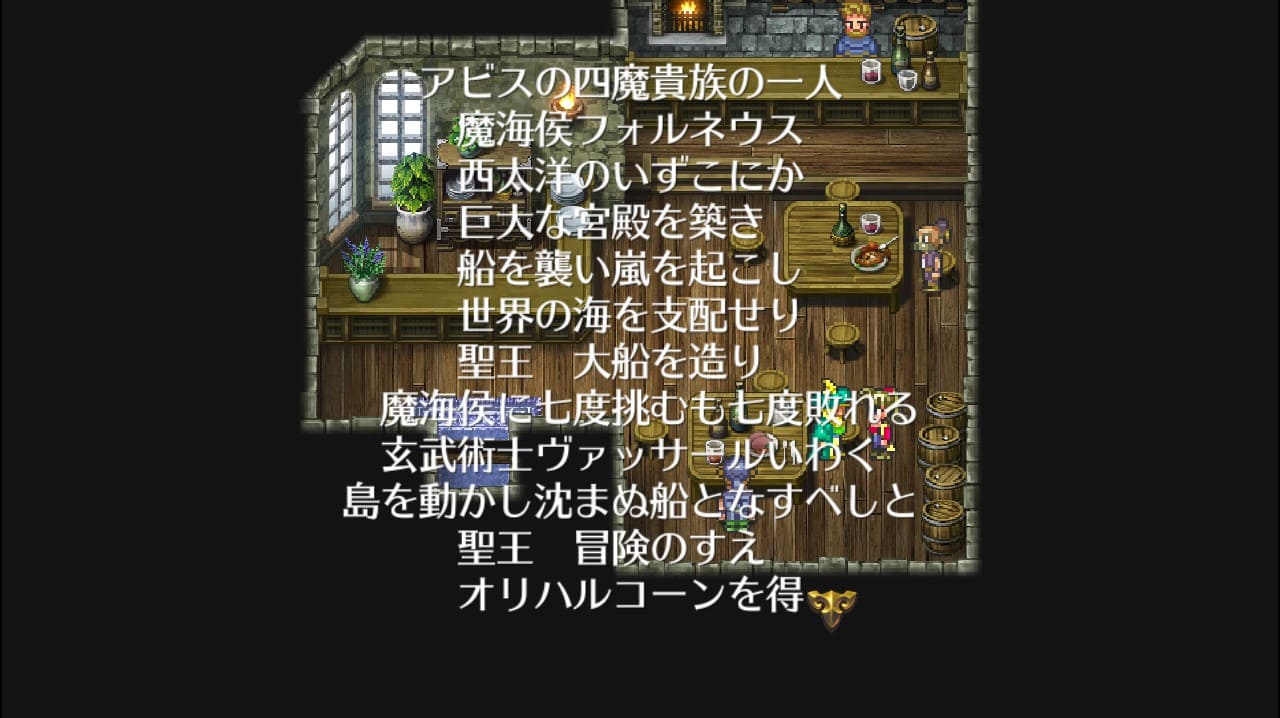 アビスの四魔貴族の一人
魔海侯フォルネウス
西太洋のいずこにか
巨大な宮殿を築き
船を襲い嵐を起こし
世界の海を支配せり
聖王　大船を造り
魔海侯に七度挑むも七度敗れる
玄武術士ヴァッサールいわく
島を動かし沈まぬ船となすべしと
聖王　冒険のすえ
オリハルコーンを得